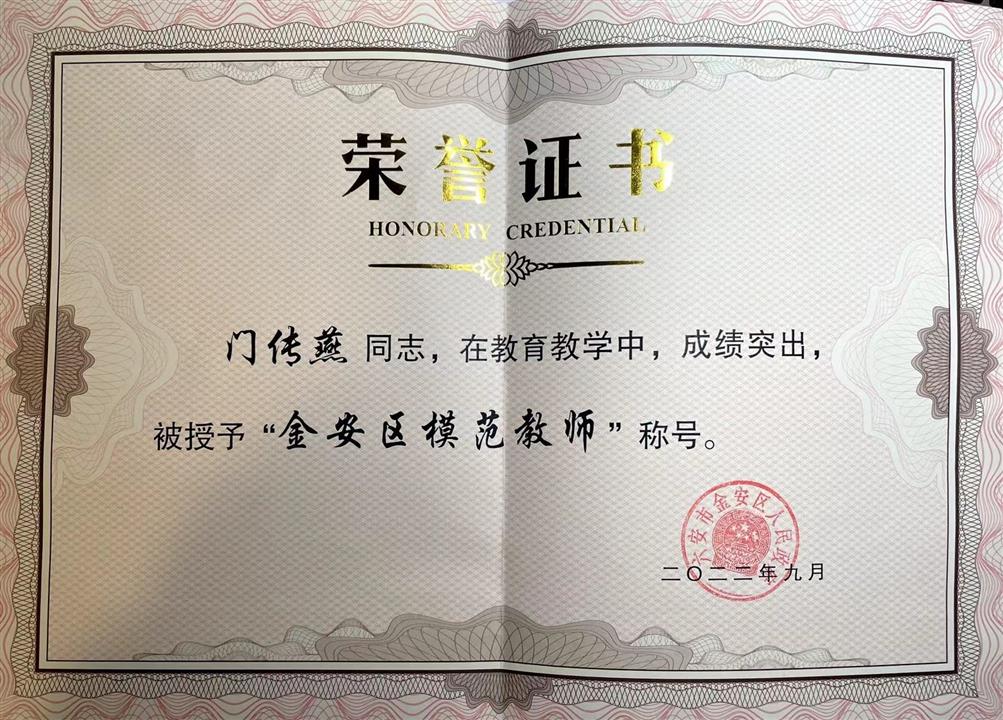 荣誉证书
HONORARY CREDENTIAL
门传燕同志，在教育教学中，成绩突出，
被授予“金安区模范教师”称号。
六安市金安区人民政府
二〇二二年九月